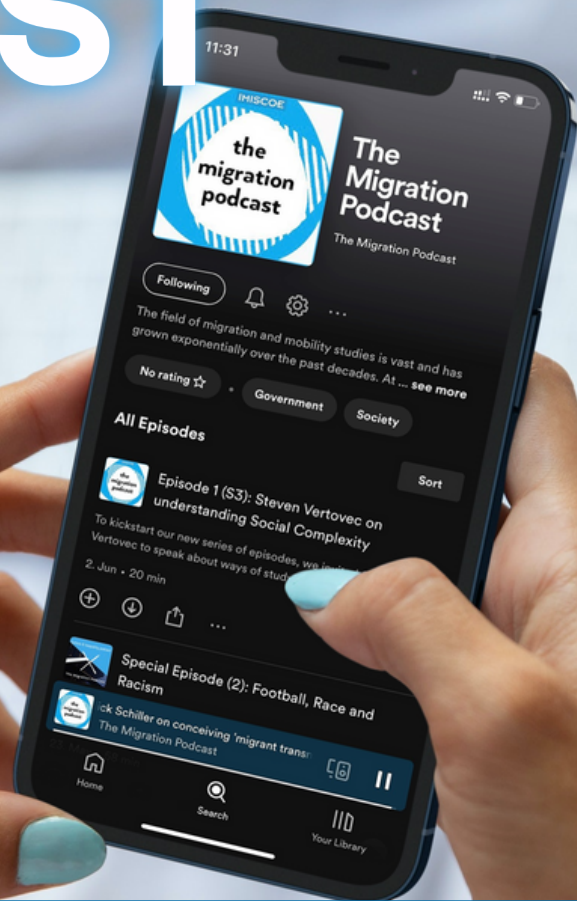 ST
11:31
IMISCOE
the
migration
podcast
The
Migration
Podcast
The Migration Podcast
Following
The field of migration and mobility studies is vast and has
grown exponentially over the past decades. At ... see more
No rating
Government
Society
All Episodes
Sort
Episode 1 (S3): Steven Vertovec on
understanding Social Complexity
To kickstart our new series of episodes, we
Vertovec to speak about ways of
2. Jun • 20 min
Special Episode (2): Football, Race and
Racism
ck Schiller on conceiving 'migrant trans
The Migration Podcast
Home
Search
Your Library